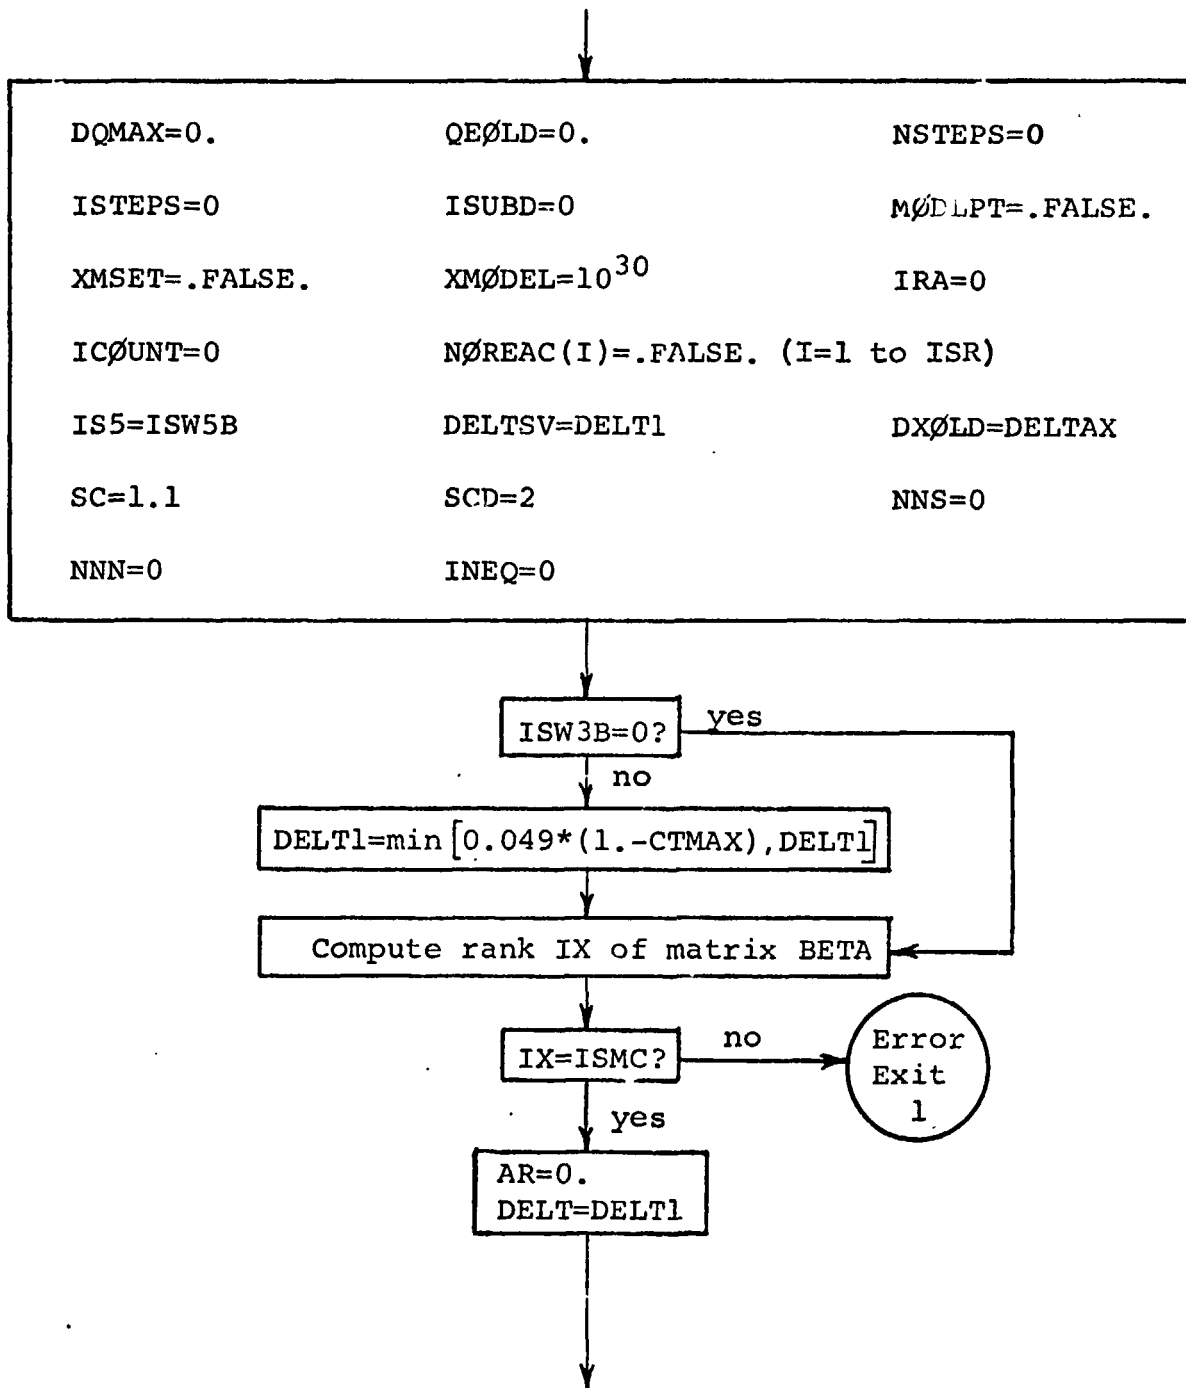 DQMAX=0. QEØLD=0. NSTEPS=0
ISTEPS=0 ISUBD=0 MØDLPT=.FALSE.
XMSET=.FALSE. XMØDEL=10^30 IRA=0
ICØUNT=0 NØREAC(I)=.FALSE. (I=1 to ISR)
IS5=ISW5B DELTSV=DELT1 DXØLD=DELTAX
SC=1.1 SCD=2 NNS=0
NNN=0 INEQ=0
ISW3B=0? yes
no
DELT1=min[0.049*(1.-CTMAX),DELT1]
Compute rank IX of matrix BETA
IX=ISMC? no
Error
Exit
1
yes
AR=0.
DELT=DELT1